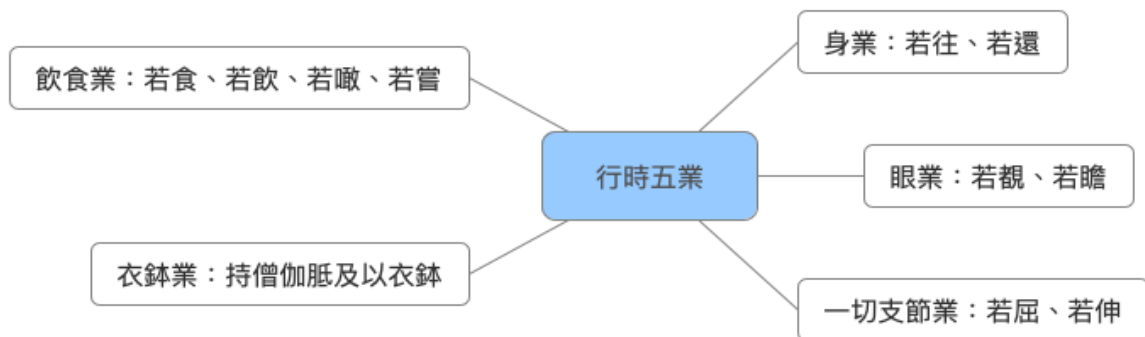 行時五業
身業：若往、若還
眼業：若覩、若瞻
一切支節業：若屈、若伸
衣鉢業：持僧伽胝及以衣鉢
飲食業：若食、若飲、若噉、若嘗